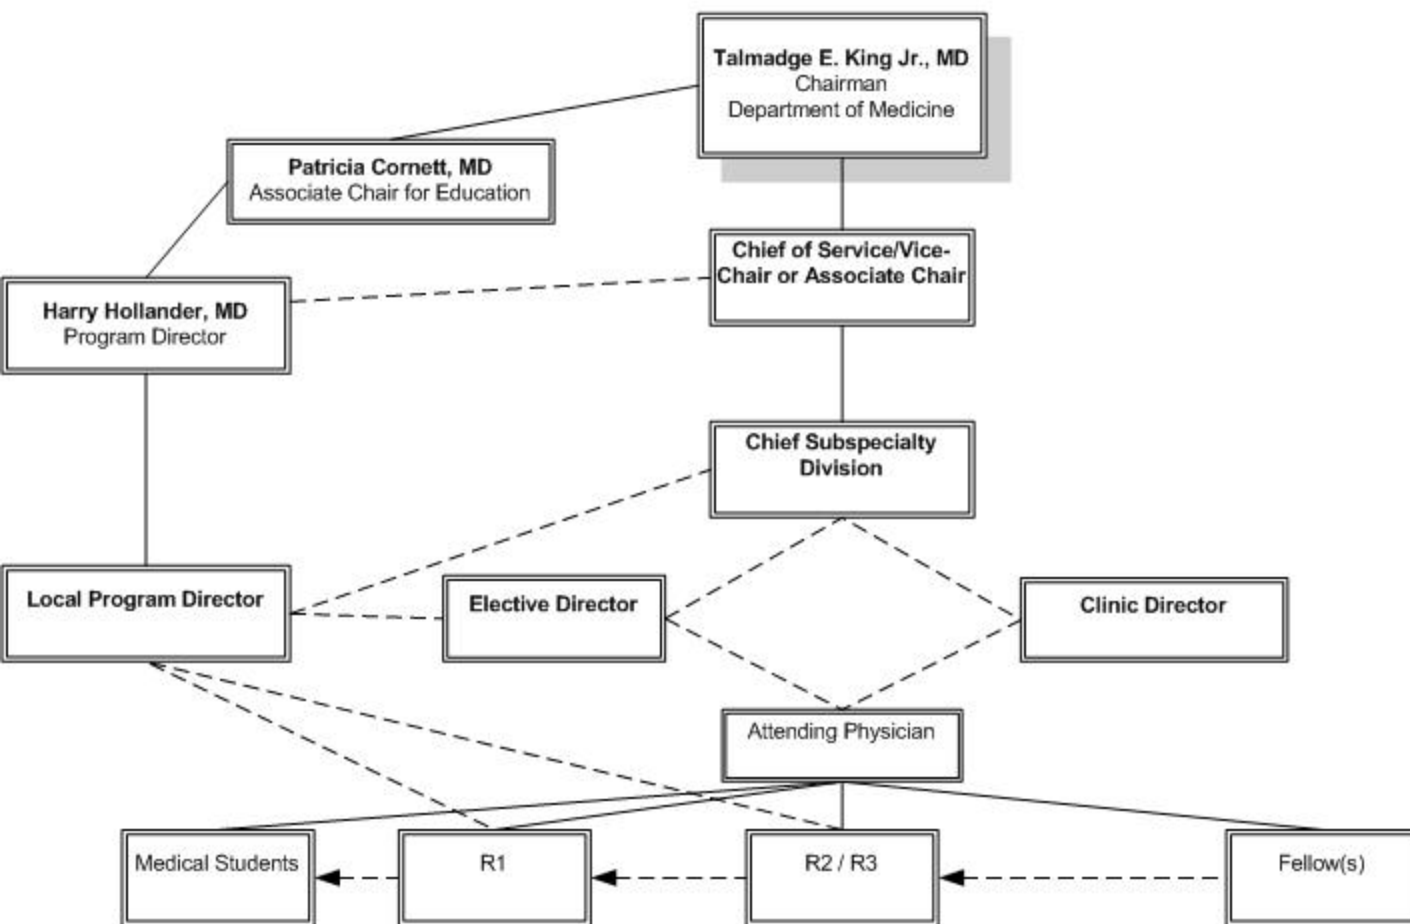 Talmadge E. King Jr., MD
Chairman
Department of Medicine
Patricia Cornett, MD
Associate Chair for Education
Chief of Service/Vice-
Chair or Associate Chair
Harry Hollander, MD
Program Director
Chief Subspecialty
Division
Local Program Director
Elective Director
Clinic Director
Attending Physician
Medical Students
R1
R2 / R3
Fellow(s)